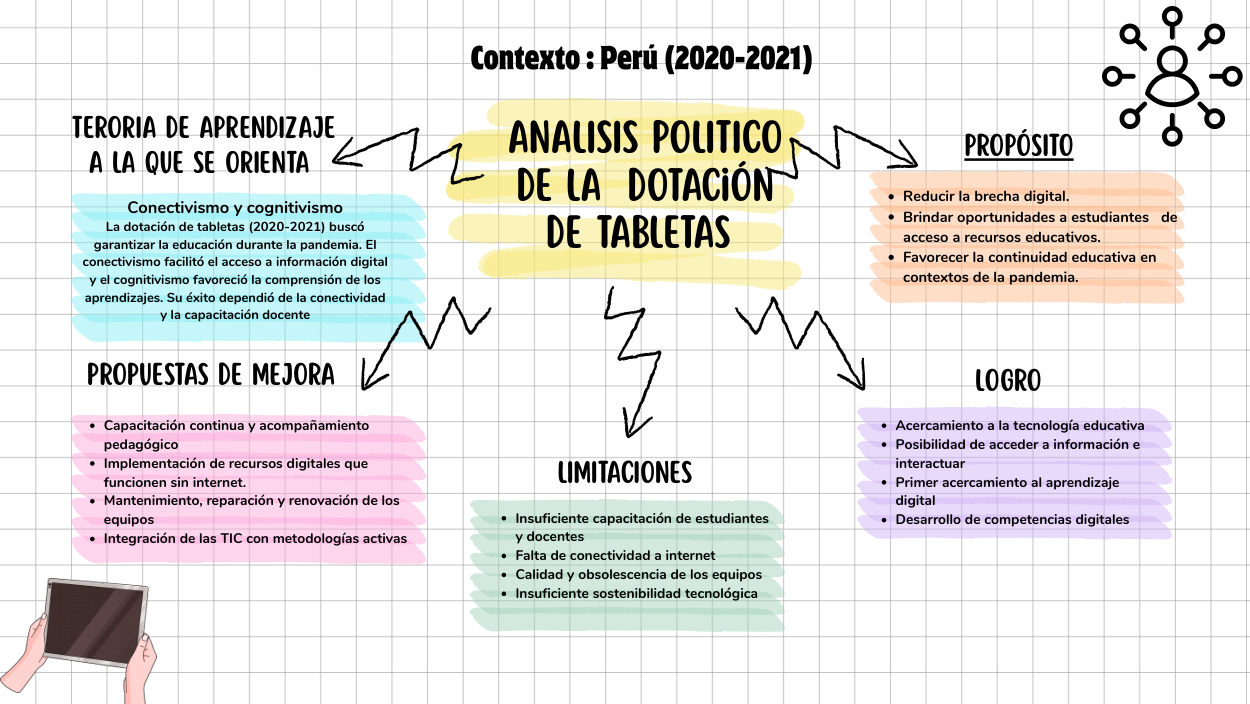 Contexto : Perú (2020-2021)
ANALISIS POLITICO
DE LA DOTACIÓN
DE TABLETAS
TERORIA DE APRENDIZAJE
A LA QUE SE ORIENTA
Conectivismo y cognitivismo
La dotación de tabletas (2020-2021) buscó
garantizar la educación durante la pandemia. El
conectivismo facilitó el acceso a información digital
y el cognitivismo favoreció la comprensión de los
aprendizajes. Su éxito dependió de la conectividad
y la capacitación docente
PROPÓSITO
• Reducir la brecha digital.
• Brindar oportunidades a estudiantes de
acceso a recursos educativos.
• Favorecer la continuidad educativa en
contextos de la pandemia.
PROPUESTAS DE MEJORA
• Capacitación continua y acompañamiento
pedagógico
• Implementación de recursos digitales que
funcionen sin internet.
• Mantenimiento, reparación y renovación de los
equipos
• Integración de las TIC con metodologías activas
LIMITACIONES
• Insuficiente capacitación de estudiantes
y docentes
• Falta de conectividad a internet
• Calidad y obsolescencia de los equipos
• Insuficiente sostenibilidad tecnológica
LOGRO
• Acercamiento a la tecnología educativa
• Posibilidad de acceder a información e
interactuar
• Primer acercamiento al aprendizaje
digital
• Desarrollo de competencias digitales